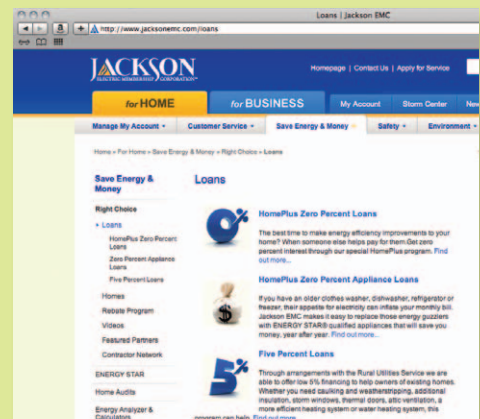 Loans | Jackson EMC
http://www.jacksonemc.com/loans
JACKSON
ELECTRIC MEMBERSHIP CORPORATION
Homepage | Contact Us | Apply for Service
for HOME
for BUSINESS
My Account
Storm Center
New
Manage My Account
Customer Service
Save Energy & Money
Safety
Environment
Home » For Home » Save Energy & Money » Right Choice » Loans
Save Energy &
Money
Right Choice
Loans
HomePlus Zero Percent
Loans
Zero Percent Appliance
Loans
Five Percent Loans
Homes
Rebate Program
Videos
Featured Partners
Contractor Network
ENERGY STAR
Home Audits
Energy Analyzer &
Calculators
Loans
0%
HomePlus Zero Percent Loans
The best time to make energy efficiency improvements to your
home? When someone else helps pay for them.Get zero
percent interest through our special HomePlus program. Find
out more...
$
HomePlus Zero Percent Appliance Loans
If you have an older clothes washer, dishwasher, refrigerator or
freezer, their appetite for electricity can inflate your monthly bill.
Jackson EMC makes it easy to replace those energy guzzlers
with ENERGY STAR® qualified appliances that will save you
money, year after year. Find out more...
5%
Five Percent Loans
Through arrangements with the Rural Utilities Service we are
able to offer low 5% financing to help owners of existing homes.
Whether you need caulking and weatherstripping, additional
insulation, storm windows, thermal doors, attic ventilation, a
more efficient heating system or water heating system, this
program can help. Find out more...